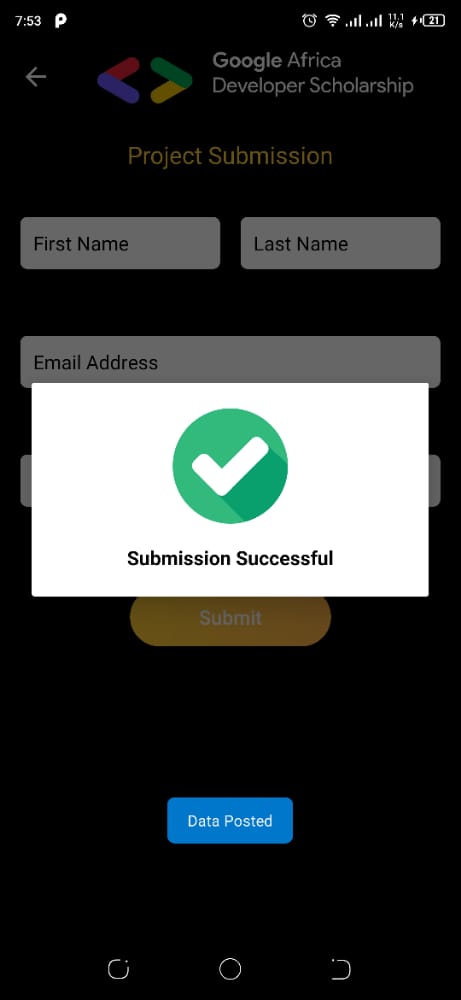 7:53
11.1
K/s
21
Google Africa
Developer Scholarship
Project Submission
First Name
Last Name
Email Address
Submission Successful
Submit
Data Posted